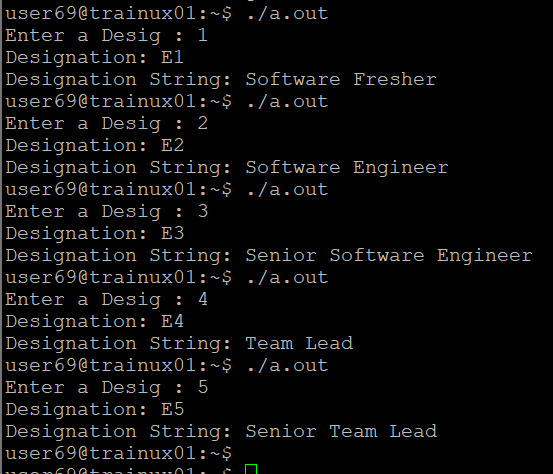 user69@trainux01:~$ ./a.out
Enter a Desig : 1
Designation: E1
Designation String: Software Fresher
user69@trainux01:~$ ./a.out
Enter a Desig : 2
Designation: E2
Designation String: Software Engineer
user69@trainux01:~$ ./a.out
Enter a Desig : 3
Designation: E3
Designation String: Senior Software Engineer
user69@trainux01:~$ ./a.out
Enter a Desig : 4
Designation: E4
Designation String: Team Lead
user69@trainux01:~$ ./a.out
Enter a Desig : 5
Designation: E5
Designation String: Senior Team Lead
user69@trainux01:~$
user69@trainux01:~$